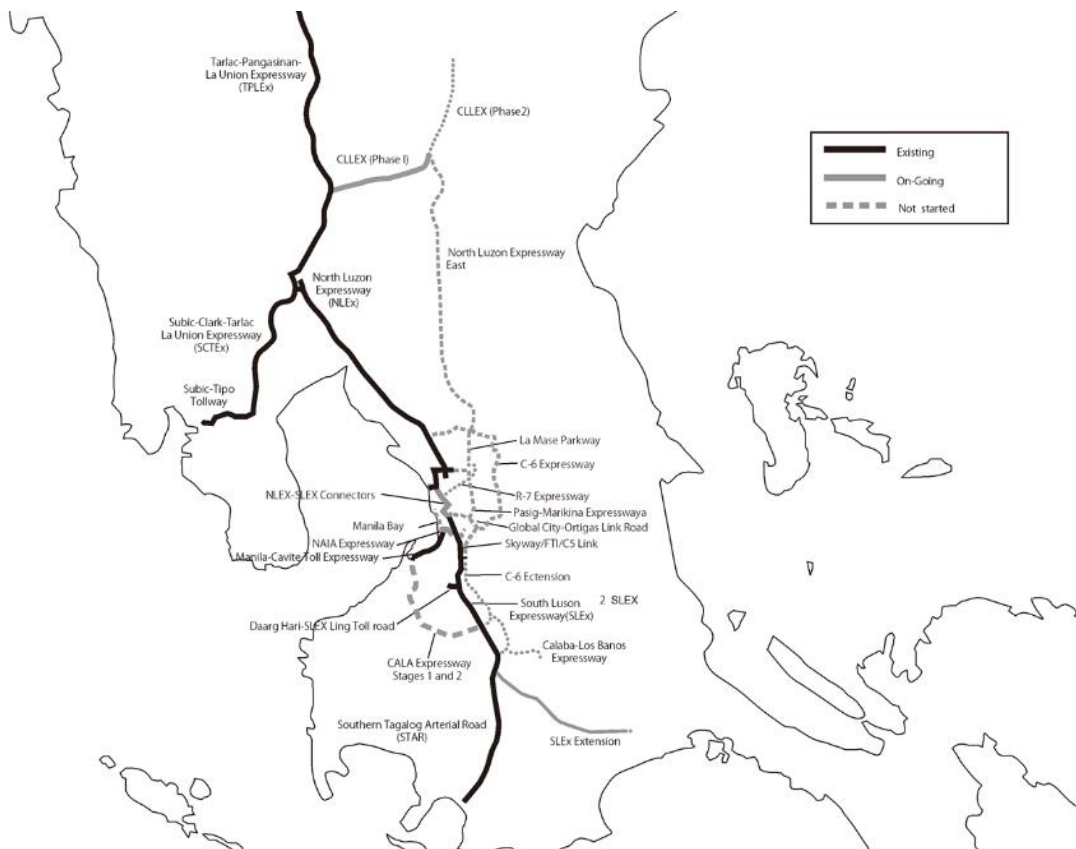 Tarlac-Pangasinan-
La Union Expressway
(TPLEx)
CLLEX (Phase2)
CLLEX (Phase I)
Existing
On-Going
Not started
North Luzon Expressway
East
North Luzon
Expressway
(NLEx)
Subic-Clark-Tarlac
La Union Expressway
(SCTEx)
Subic-Tipo
Tollway
La Mase Parkway
C-6 Expressway
NLEX-SLEX Connectors
R-7 Expressway
Pasig-Marikina Expresswaya
Manila Bay
Global City-Ortigas Link Road
NAIA Expressway
Skyway/FTI/C5 Link
Manila-Cavite Toll Expressway
C-6 Ectension
South Luson
Expressway(SLEx)
2 SLEX
Daarg Hari-SLEX Ling Toll road
Calaba-Los Banos
Expressway
CALA Expressway
Stages 1 and 2
Southern Tagalog Arterial Road
(STAR)
SLEx Extension